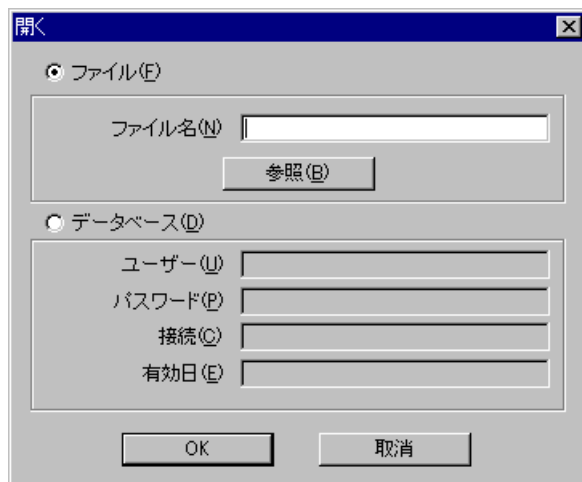 開く
ファイル(F)
ファイル名(N)
参照(B)
データベース(D)
ユーザー(U)
パスワード(P)
接続(C)
有効日(E)
OK 取消